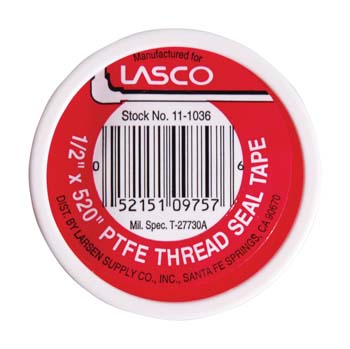 Manufactured for
LASCO
Stock No. 11-1036
0 52151 09757 6
Mil. Spec. T-27730A
1/2" x 520" PTFE THREAD SEAL TAPE
DIST. BY LARSEN SUPPLY CO., INC., SANTA FE SPRINGS, CA 90670